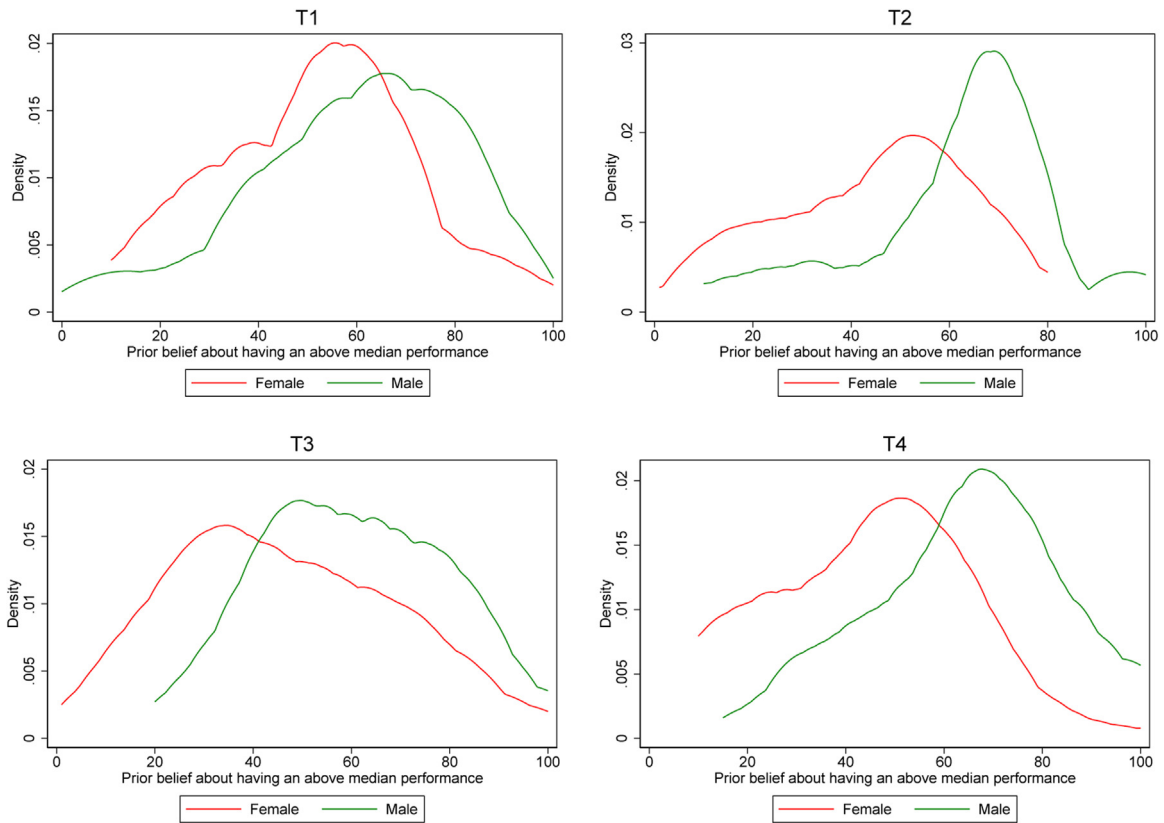 T1
Density
.02
.015
.01
.005
0
0 20 40 60 80 100
Prior belief about having an above median performance
Female Male
T2
Density
.03
.02
.01
0
0 20 40 60 80 100
Prior belief about having an above median performance
Female Male
T3
Density
.02
.015
.01
.005
0
0 20 40 60 80 100
Prior belief about having an above median performance
Female Male
T4
Density
.02
.015
.01
.005
0
0 20 40 60 80 100
Prior belief about having an above median performance
Female Male